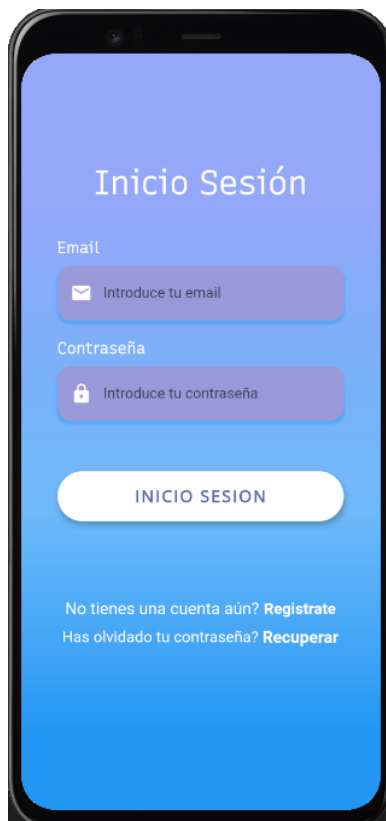 Inicio Sesión
Email
Introduce tu email
Contraseña
Introduce tu contraseña
INICIO SESION
No tienes una cuenta aún? Registrate
Has olvidado tu contraseña? Recuperar